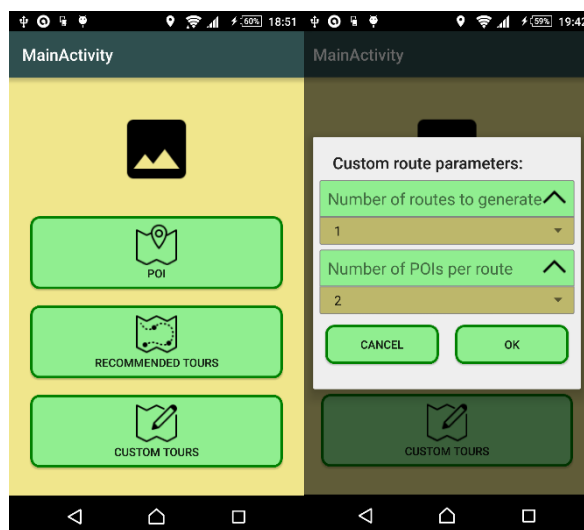 60% 18:51
MainActivity
POI
RECOMMENDED TOURS
CUSTOM TOURS
59% 19:42
MainActivity
Custom route parameters:
Number of routes to generate
1
Number of POIs per route
2
CANCEL OK
CUSTOM TOURS